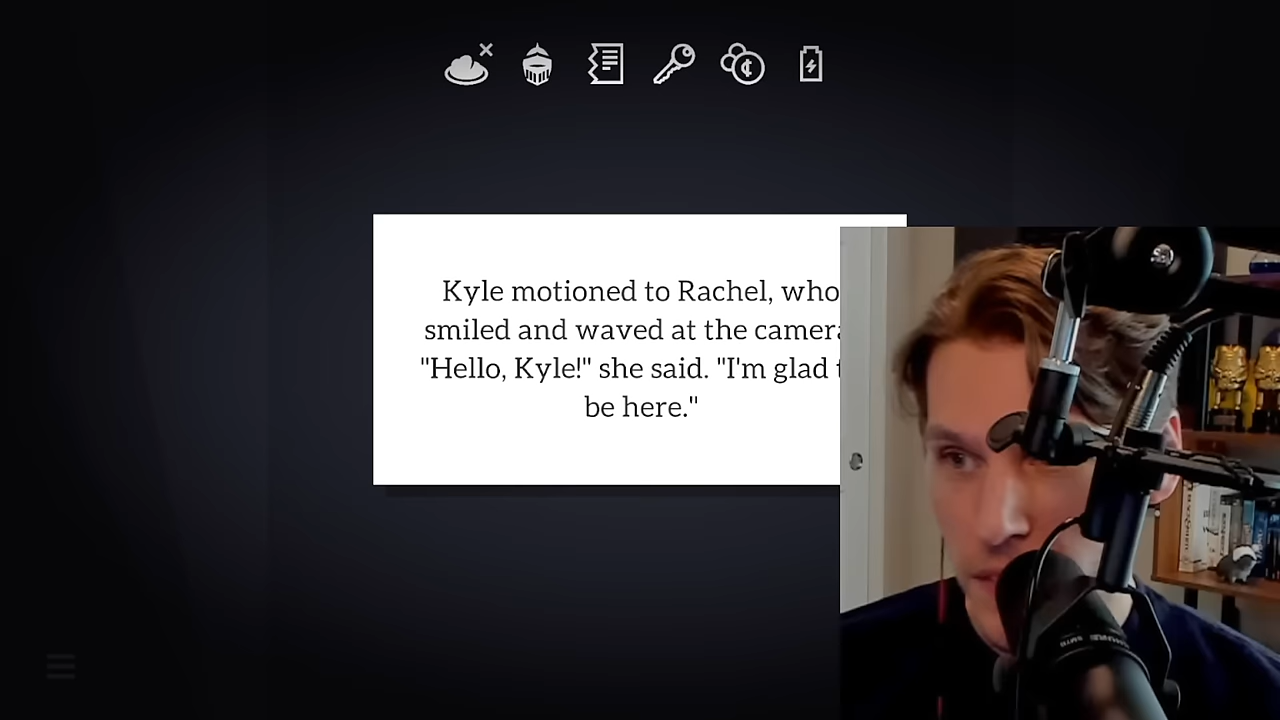 Kyle motioned to Rachel, who
smiled and waved at the camera
"Hello, Kyle!" she said. "I'm glad
be here."